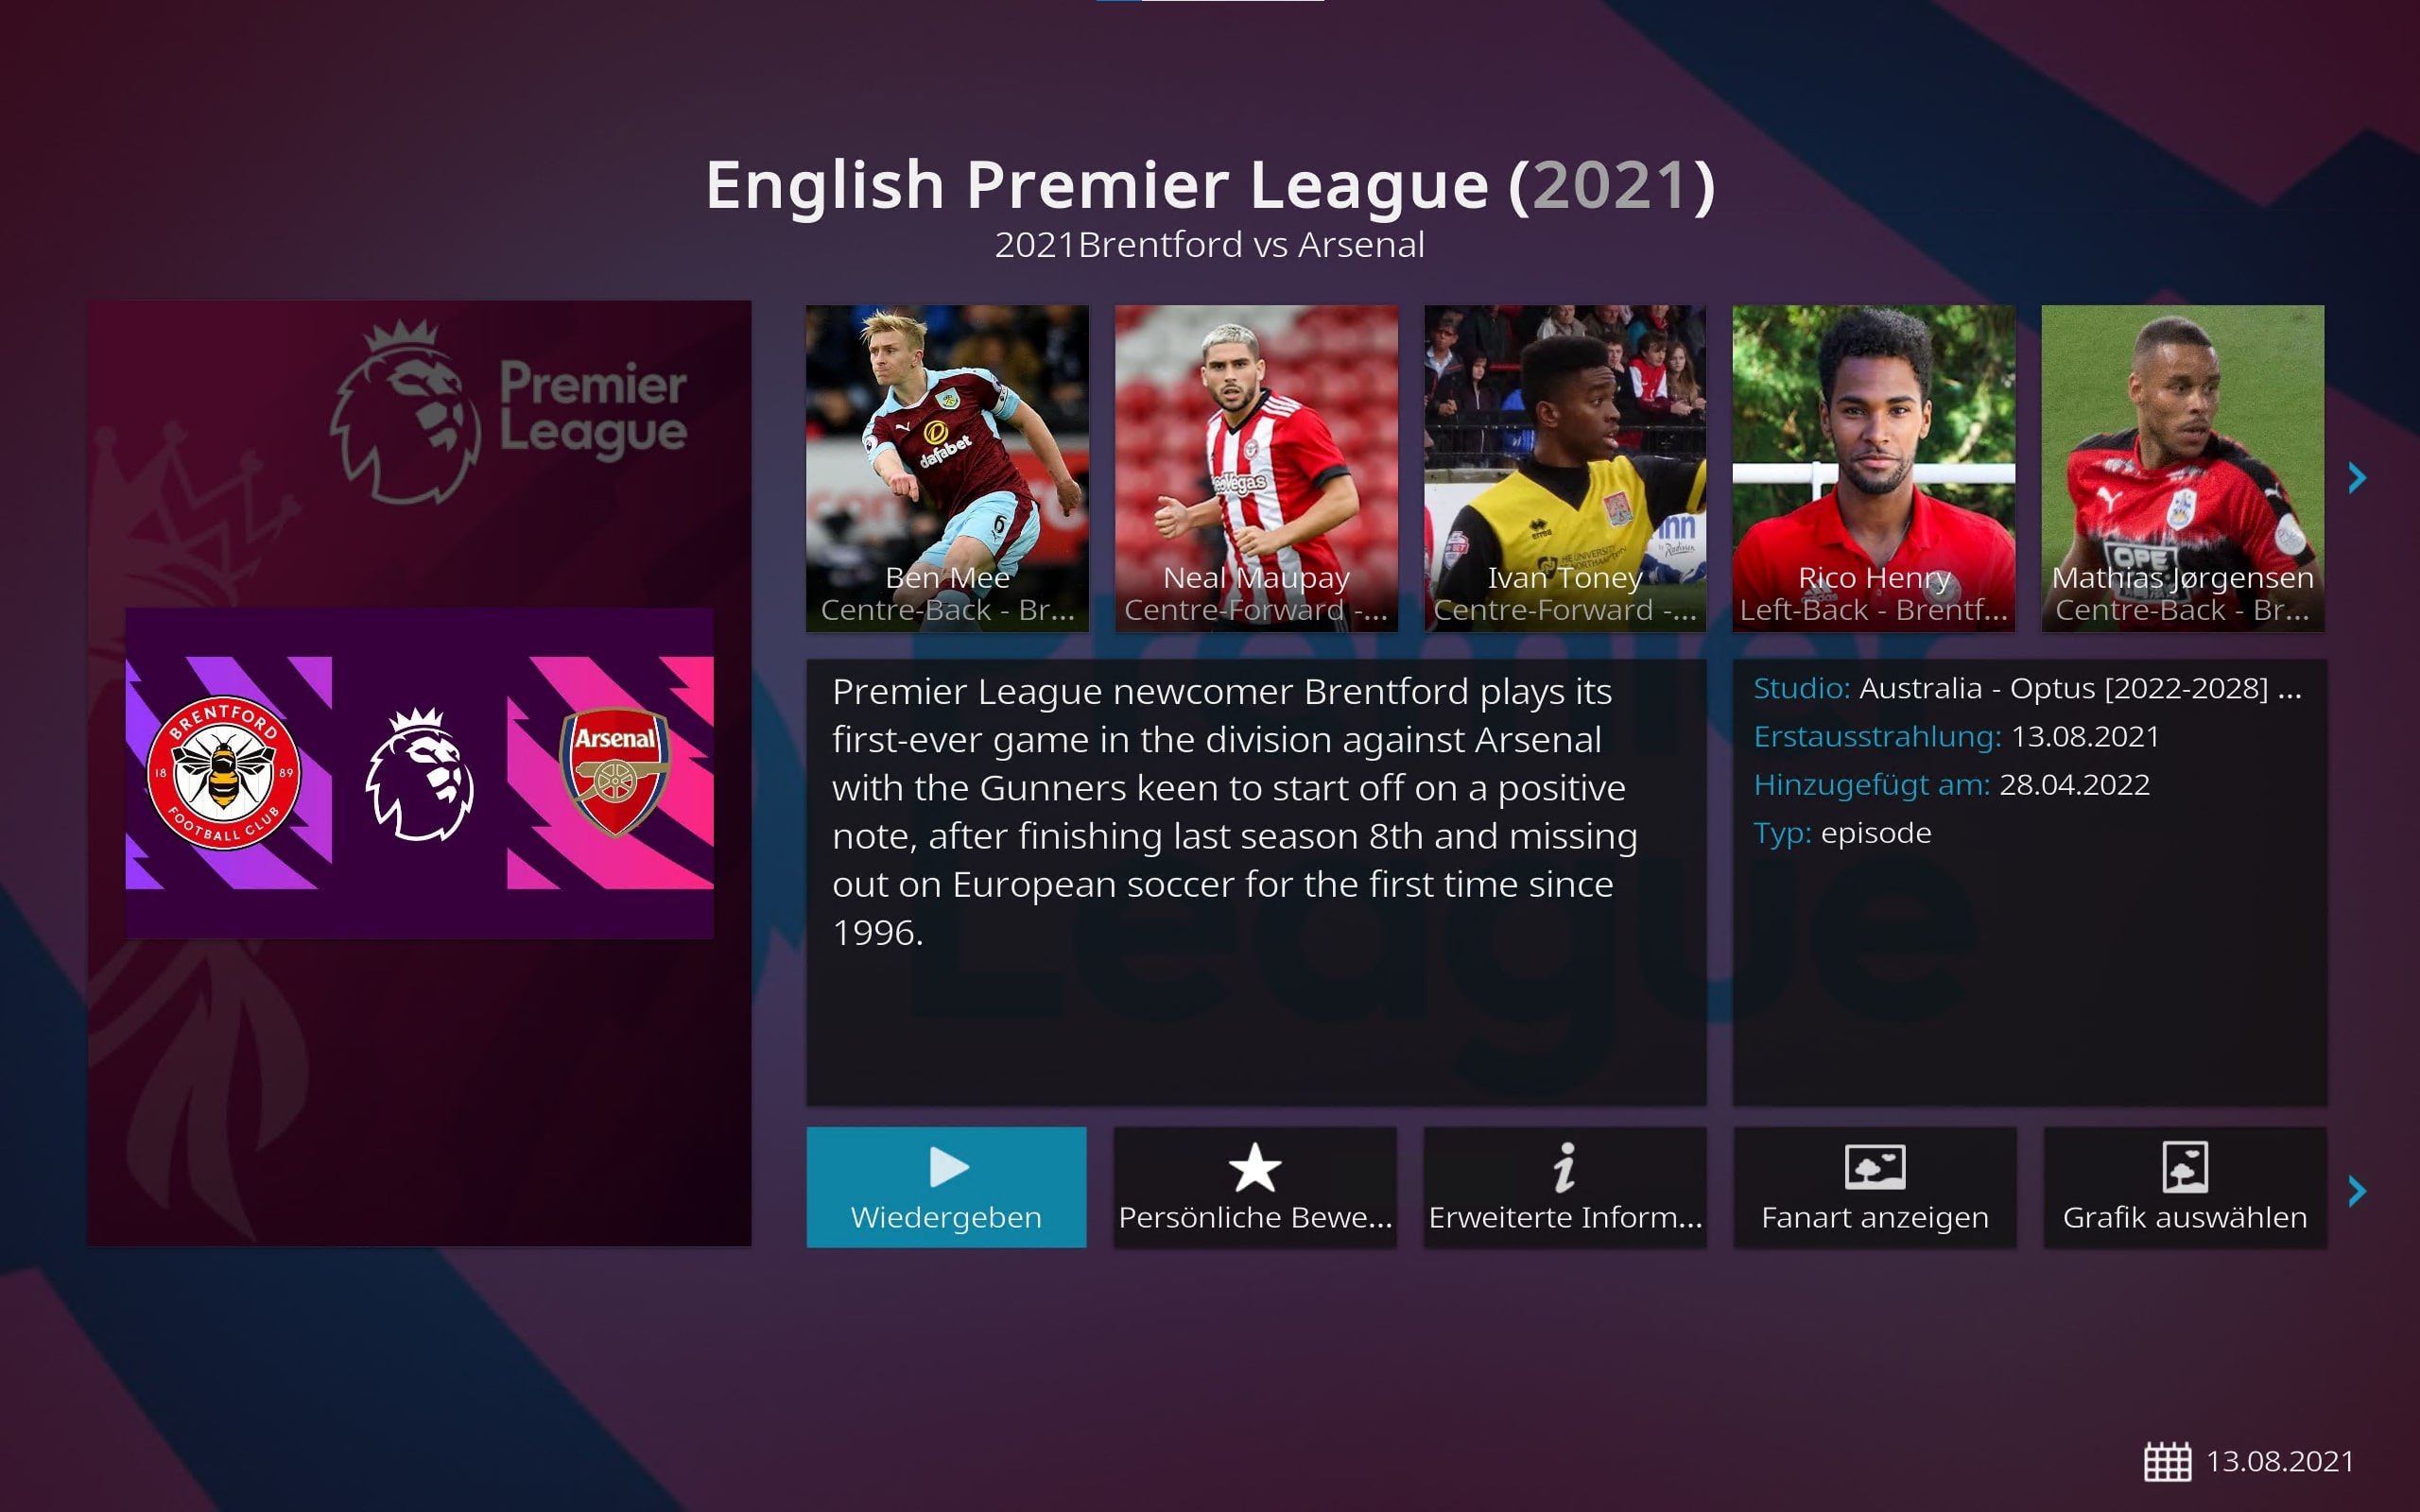 English Premier League (2021)
2021Brentford vs Arsenal
Premier
League
BRENTFORD
18 89
FOOTBALL CLUB
Arsenal
dafabet
6
Ben Mee
Centre-Back - Br...
Neal Maupay
Centre-Forward -...
Ivan Toney
Centre-Forward -...
Rico Henry
Left-Back - Brentf...
OPE
Mathias Jørgensen
Centre-Back - Br...
Premier League newcomer Brentford plays its
first-ever game in the division against Arsenal
with the Gunners keen to start off on a positive
note, after finishing last season 8th and missing
out on European soccer for the first time since
1996.
Studio: Australia - Optus [2022-2028] ...
Erstausstrahlung: 13.08.2021
Hinzugefügt am: 28.04.2022
Typ: episode
Premier
League
Wiedergeben
Persönliche Bewe...
Erweiterte Inform...
Fanart anzeigen
Grafik auswählen
13.08.2021